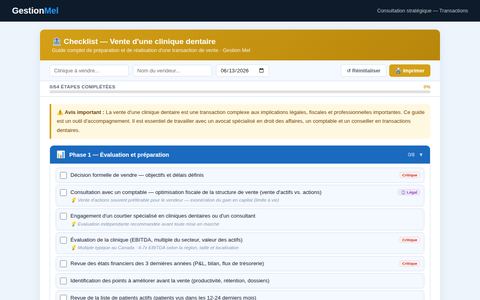 GestionMel
Consultation stratégique — Transactions
🏦 Checklist — Vente d'une clinique dentaire
Guide complet de préparation et de réalisation d'une transaction de vente · Gestion Mel
Clinique à vendre...
Nom du vendeur...
06/13/2026
↺ Réinitialiser
🖨 Imprimer
0/54 ÉTAPES COMPLÉTÉES
0%
⚠ Avis important : La vente d'une clinique dentaire est une transaction complexe aux implications légales, fiscales et professionnelles importantes. Ce guide
est un outil d'accompagnement. Il est essentiel de travailler avec un avocat spécialisé en droit des affaires, un comptable et un conseiller en transactions
dentaires.
📊 Phase 1 — Évaluation et préparation
0/8 ▼
Décision formelle de vente — objectifs et délais définis
Critique
Consultation avec un comptable — optimisation fiscale de la structure de vente (vente d'actifs vs. actions)
Légal
💡 Vente d'actions souvent préférable pour le vendeur — exonération du gain en capital (limite à vie)
Engagement d'un courtier spécialisé en cliniques dentaires ou d'un consultant
💡 Évaluation indépendante recommandée avant toute mise en marché
Évaluation de la clinique (EBITDA, multiple du secteur, valeur des actifs)
Critique
💡 Multiple typique au Canada : 4-7x EBITDA selon la région, taille et localisation
Revue des états financiers des 3 dernières années (P&L, bilan, flux de trésorerie)
Critique
Identification des points à améliorer avant la vente (productivité, rétention, dossiers)
Revue de la liste de patients actifs (patients vus dans les 12-24 derniers mois)